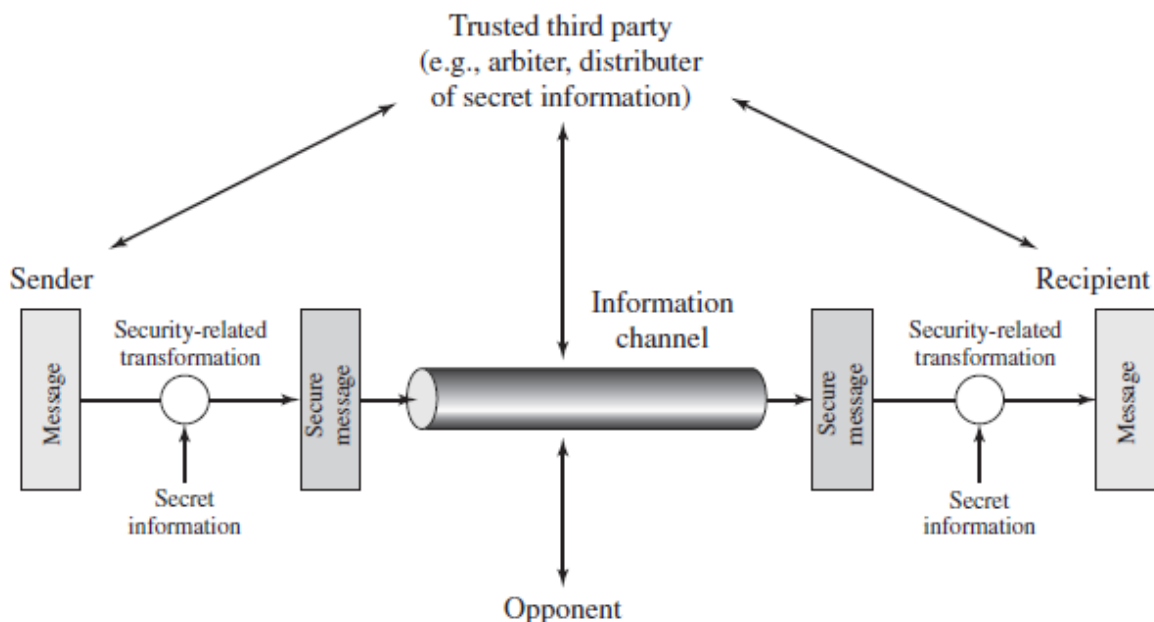 Trusted third party
(e.g., arbiter, distributer
of secret information)
Sender
Recipient
Information
channel
Security-related
transformation
Security-related
transformation
Message
Secure
message
Secure
message
Message
Secret
information
Secret
information
Opponent